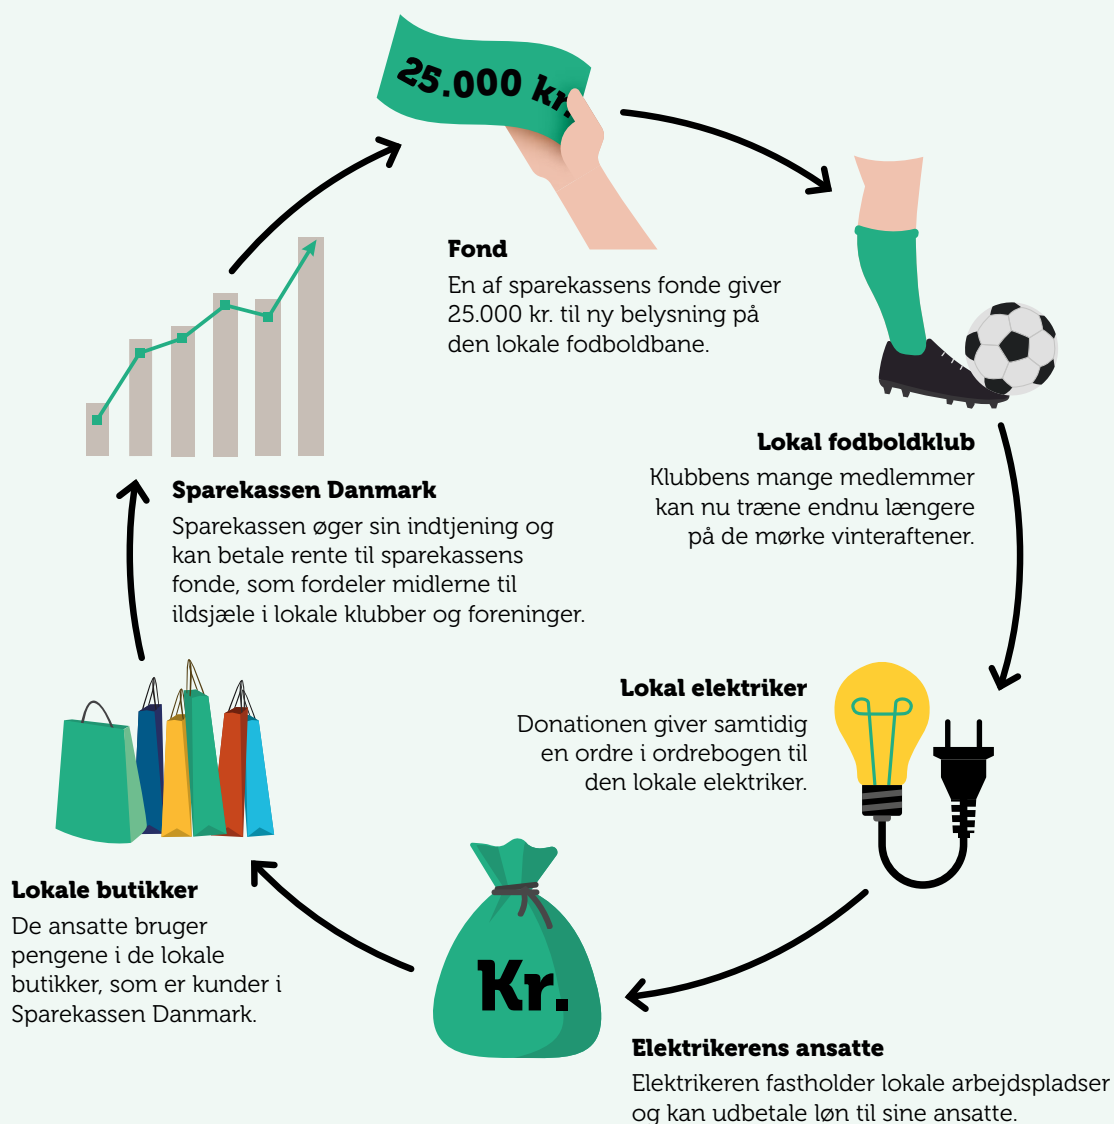 25.000 kr.
Fond
En af sparekassens fonde giver
25.000 kr. til ny belysning på
den lokale fodboldbane.
Lokal fodboldklub
Klubbens mange medlemmer
kan nu træne endnu længere
på de mørke vinteraftener.
Lokal elektriker
Donationen giver samtidig
en ordre i ordrebogen til
den lokale elektriker.
Kr.
Elektrikerens ansatte
Elektrikeren fastholder lokale arbejdspladser
og kan udbetale løn til sine ansatte.
Lokale butikker
De ansatte bruger
pengene i de lokale
butikker, som er kunder i
Sparekassen Danmark.
Sparekassen Danmark
Sparekassen øger sin indtjening og
kan betale rente til sparekassens
fonde, som fordeler midlerne til
ildsjæle i lokale klubber og foreninger.